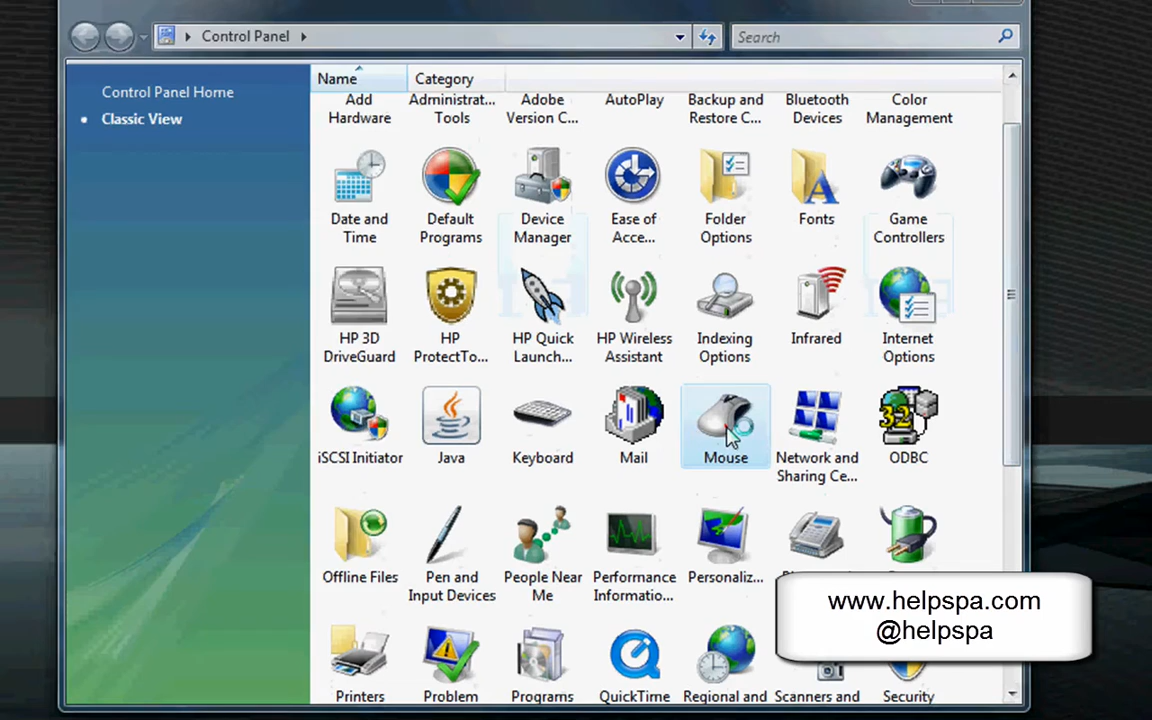 Control Panel
Search
Control Panel Home
Classic View
Name
Category
Add
Hardware
Administrat...
Tools
Adobe
Version C...
AutoPlay
Backup and
Restore C...
Bluetooth
Devices
Color
Management
Date and
Time
Default
Programs
Device
Manager
Ease of
Acce...
Folder
Options
Fonts
Game
Controllers
HP 3D
DriveGuard
HP
ProtectTo...
HP Quick
Launch...
HP Wireless
Assistant
Indexing
Options
Infrared
Internet
Options
iSCSI Initiator
Java
Keyboard
Mail
Mouse
Network and
Sharing Ce...
32
ODBC
Offline Files
Pen and
Input Devices
People Near
Me
Performance
Informatio...
Personaliz...
www.helpspa.com
@helpspa
Printers
Problem
Programs
QuickTime
Regional and
Scanners and
Security